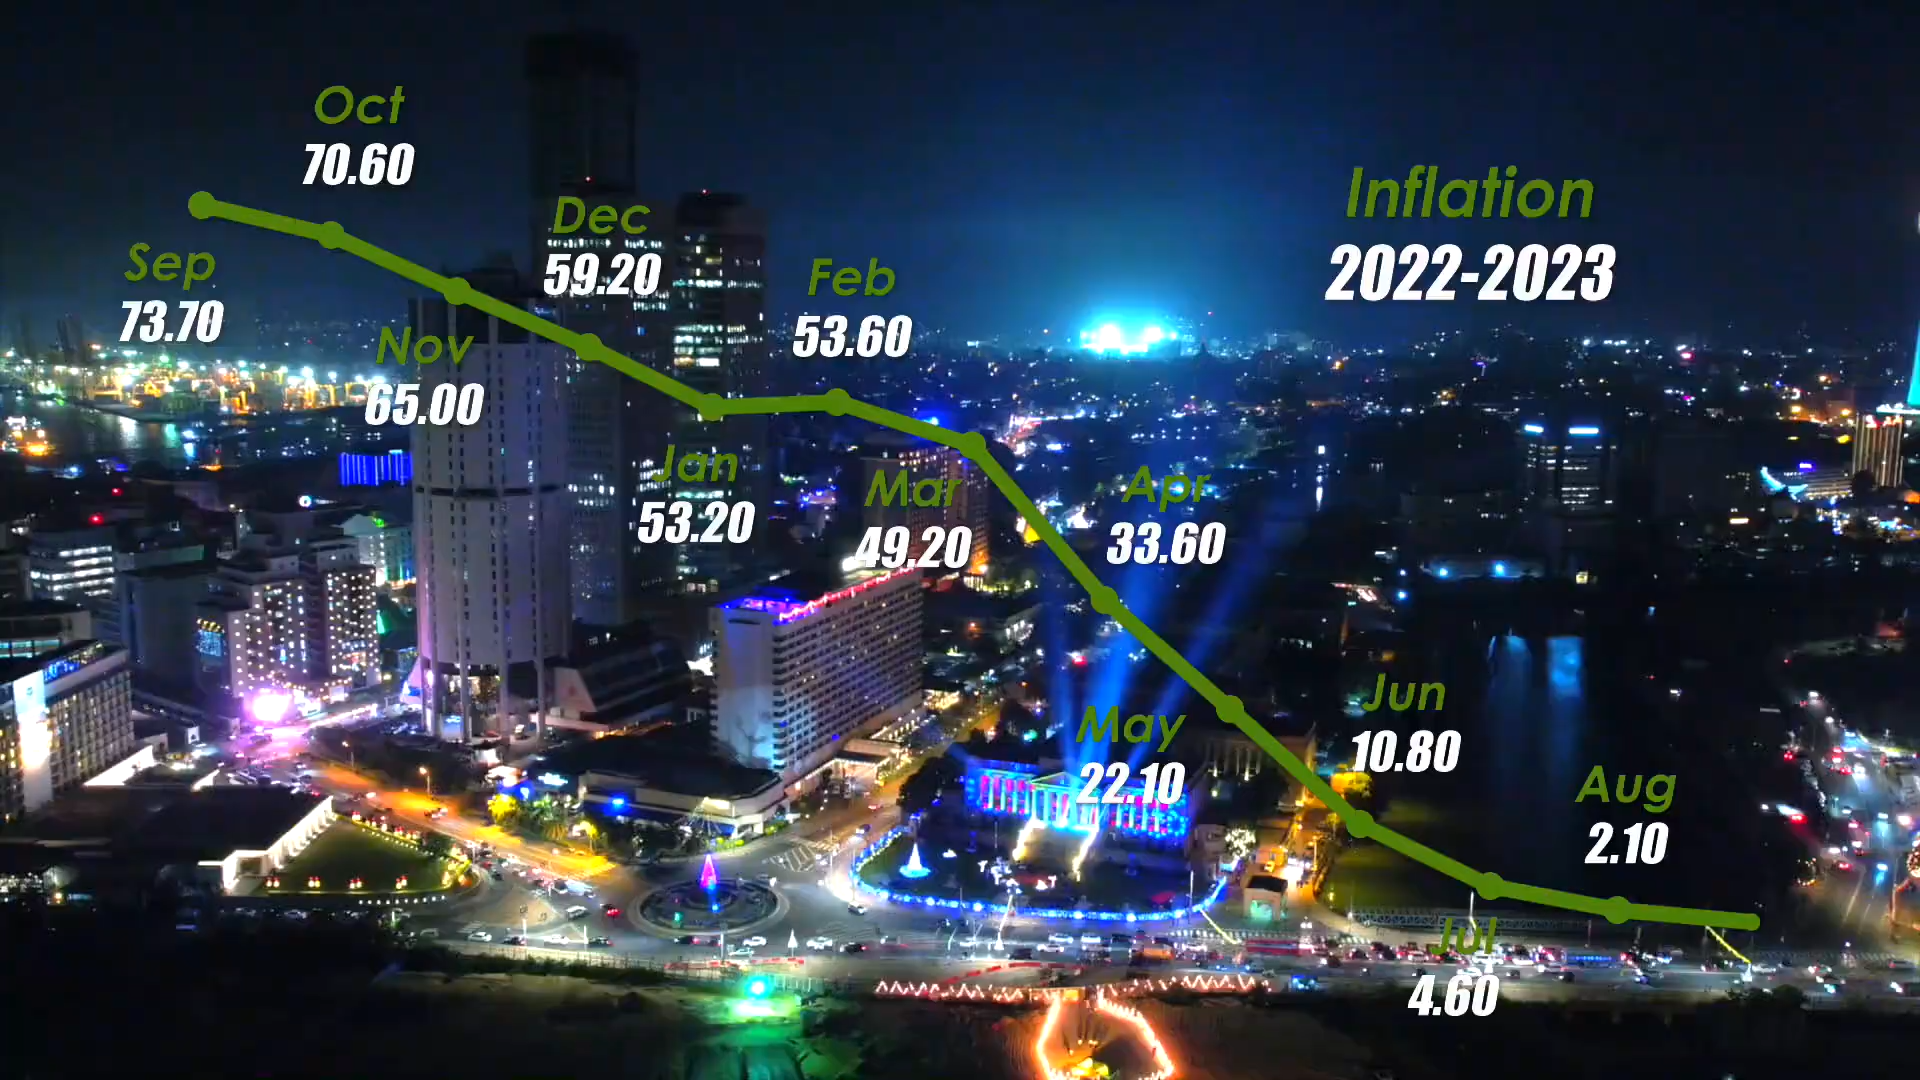 Oct
70.60
Sep
73.70
Nov
65.00
Dec
59.20
Jan
53.20
Feb
53.60
Mar
49.20
Apr
33.60
May
22.10
Jun
10.80
Jul
4.60
Aug
2.10
Inflation
2022-2023